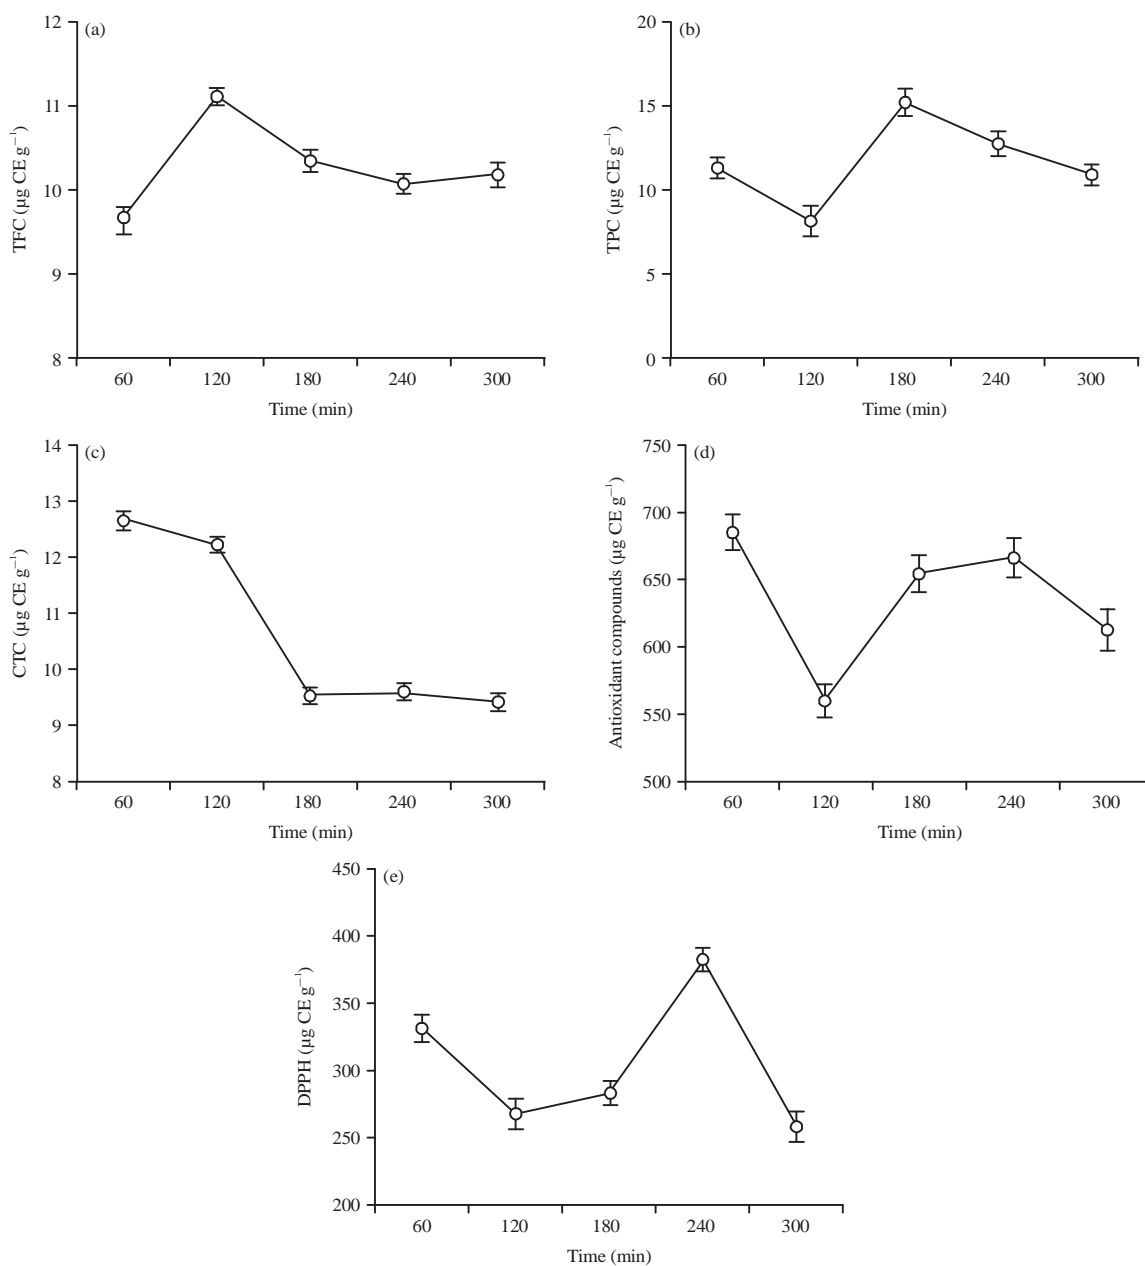 (a)
12
11
10
9
8
TFC (µg CE g⁻¹)
60 120 180 240 300
Time (min)
(b)
20
15
10
5
0
TPC (µg CE g⁻¹)
60 120 180 240 300
Time (min)
(c)
14
13
12
11
10
9
8
CTC (µg CE g⁻¹)
60 120 180 240 300
Time (min)
(d)
750
700
650
600
550
500
Antioxidant compounds (µg CE g⁻¹)
60 120 180 240 300
Time (min)
(e)
450
400
350
300
250
200
DPPH (µg CE g⁻¹)
60 120 180 240 300
Time (min)